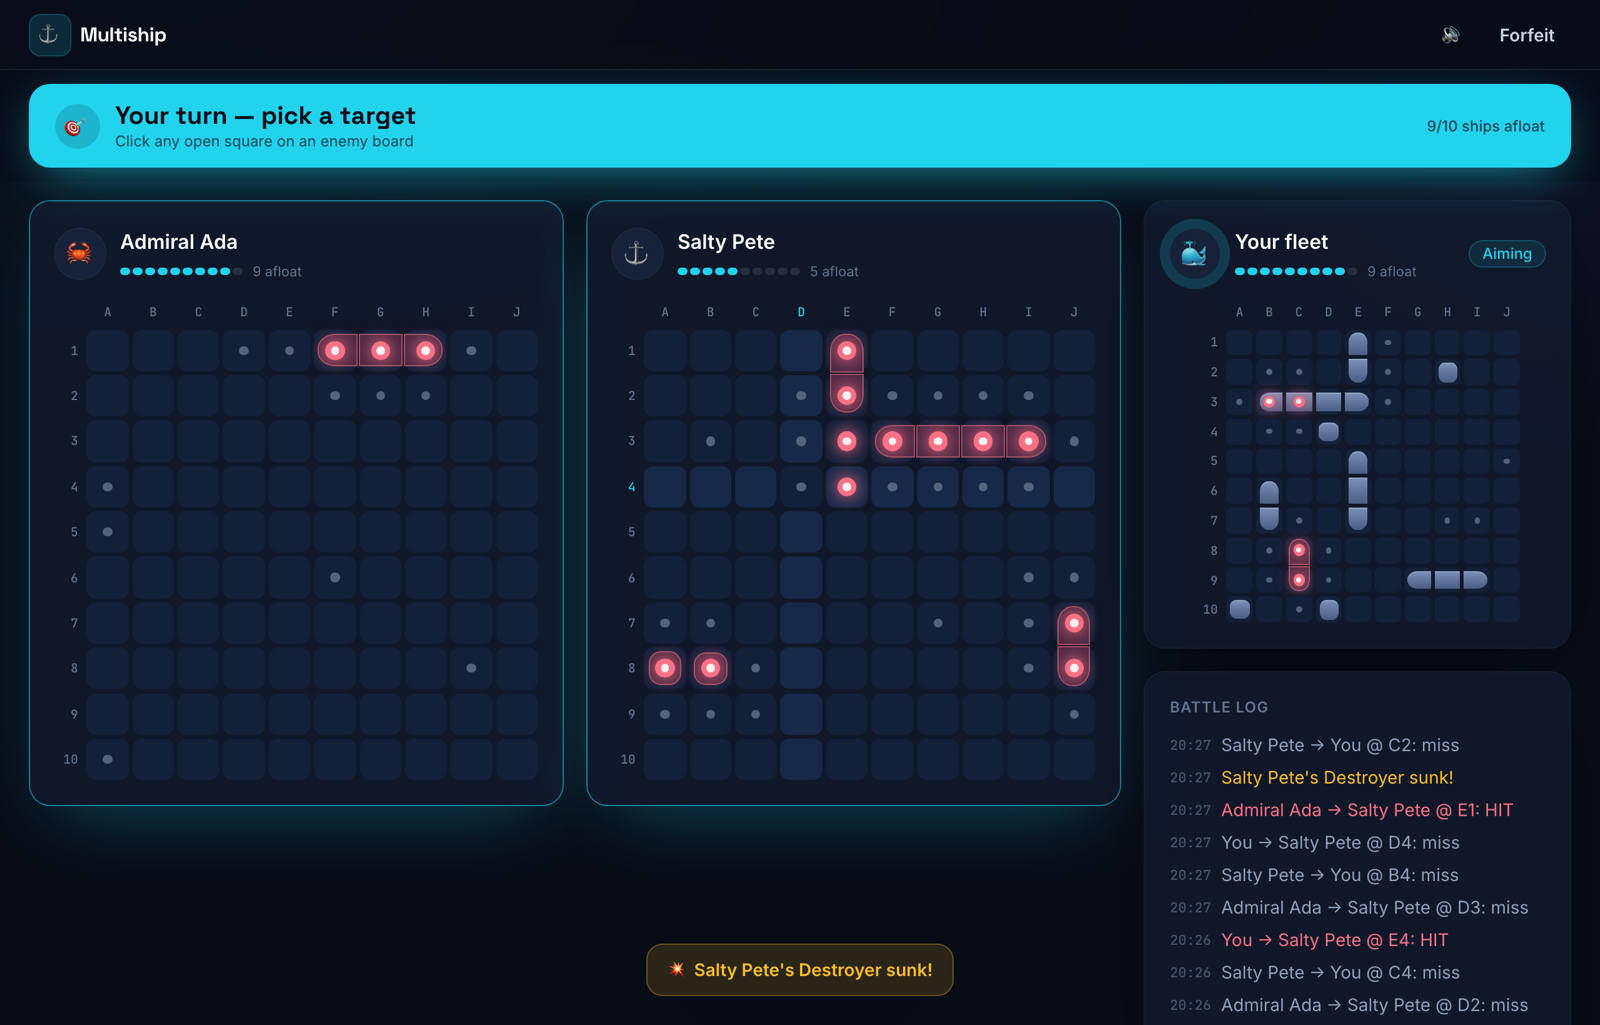 Multiship
Forfeit
Your turn — pick a target
Click any open square on an enemy board
9/10 ships afloat
Admiral Ada
9 afloat
A B C D E F G H I J
1
2
3
4
5
6
7
8
9
10
Salty Pete
5 afloat
A B C D E F G H I J
1
2
3
4
5
6
7
8
9
10
Your fleet
9 afloat
Aiming
A B C D E F G H I J
1
2
3
4
5
6
7
8
9
10
BATTLE LOG
20:27 Salty Pete → You @ C2: miss
20:27 Salty Pete's Destroyer sunk!
20:27 Admiral Ada → Salty Pete @ E1: HIT
20:27 You → Salty Pete @ D4: miss
20:27 Salty Pete → You @ B4: miss
20:27 Admiral Ada → Salty Pete @ D3: miss
20:26 You → Salty Pete @ E4: HIT
20:26 Salty Pete → You @ C4: miss
20:26 Admiral Ada → Salty Pete @ D2: miss
Salty Pete's Destroyer sunk!